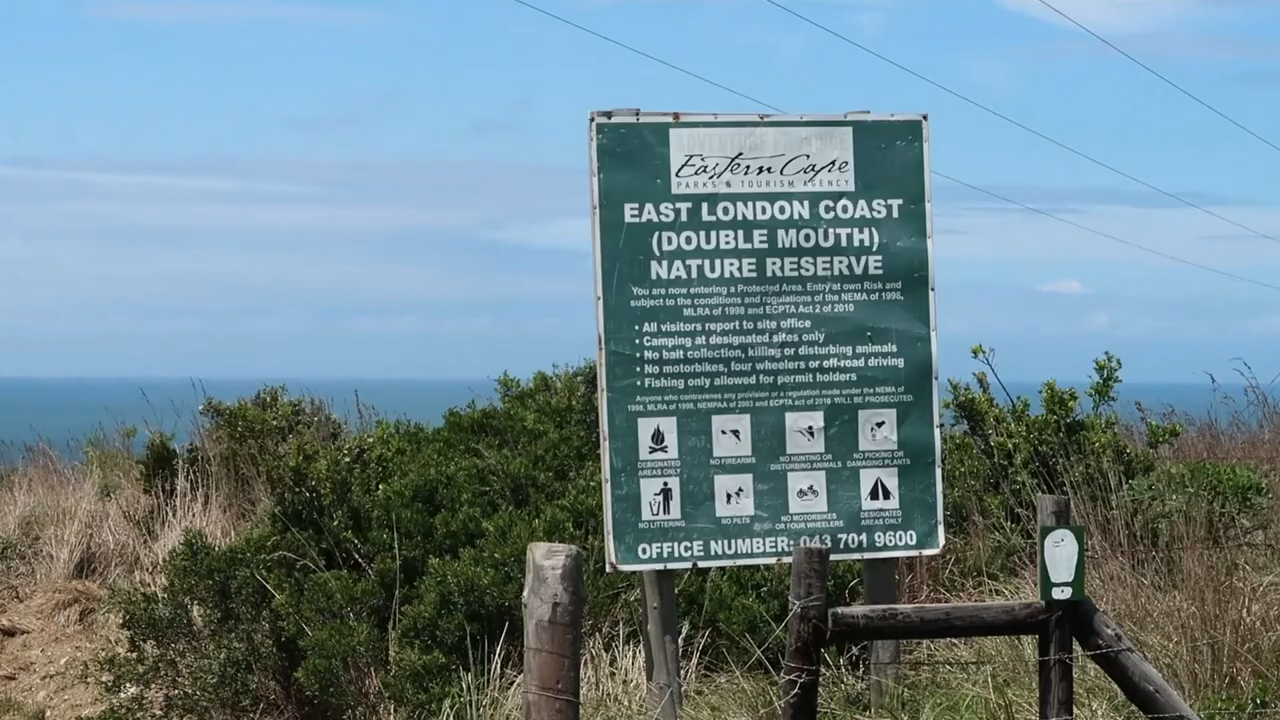 ADVENTURE PROVINCE
Eastern Cape
PARKS & TOURISM AGENCY
EAST LONDON COAST
(DOUBLE MOUTH)
NATURE RESERVE
You are now entering a Protected Area. Entry at own Risk and
subject to the conditions and regulations of the NEMA of 1998,
MLRA of 1998 and ECPTA Act 2 of 2010
• All visitors report to site office
• Camping at designated sites only
• No bait collection, killing or disturbing animals
• No motorbikes, four wheelers or off-road driving
• Fishing only allowed for permit holders
Anyone who contravenes any provision or a regulation made under the NEMA of
1998, MLRA of 1998, NEMPAA of 2003 and ECPTA act of 2010 WILL BE PROSECUTED.
DESIGNATED
AREAS ONLY
NO FIREARMS
NO HUNTING OR
DISTURBING ANIMALS
NO PICKING OR
DAMAGING PLANTS
NO LITTERING
NO PETS
NO MOTORBIKES
OR FOUR WHEELERS
DESIGNATED
AREAS ONLY
OFFICE NUMBER: 043 701 9600